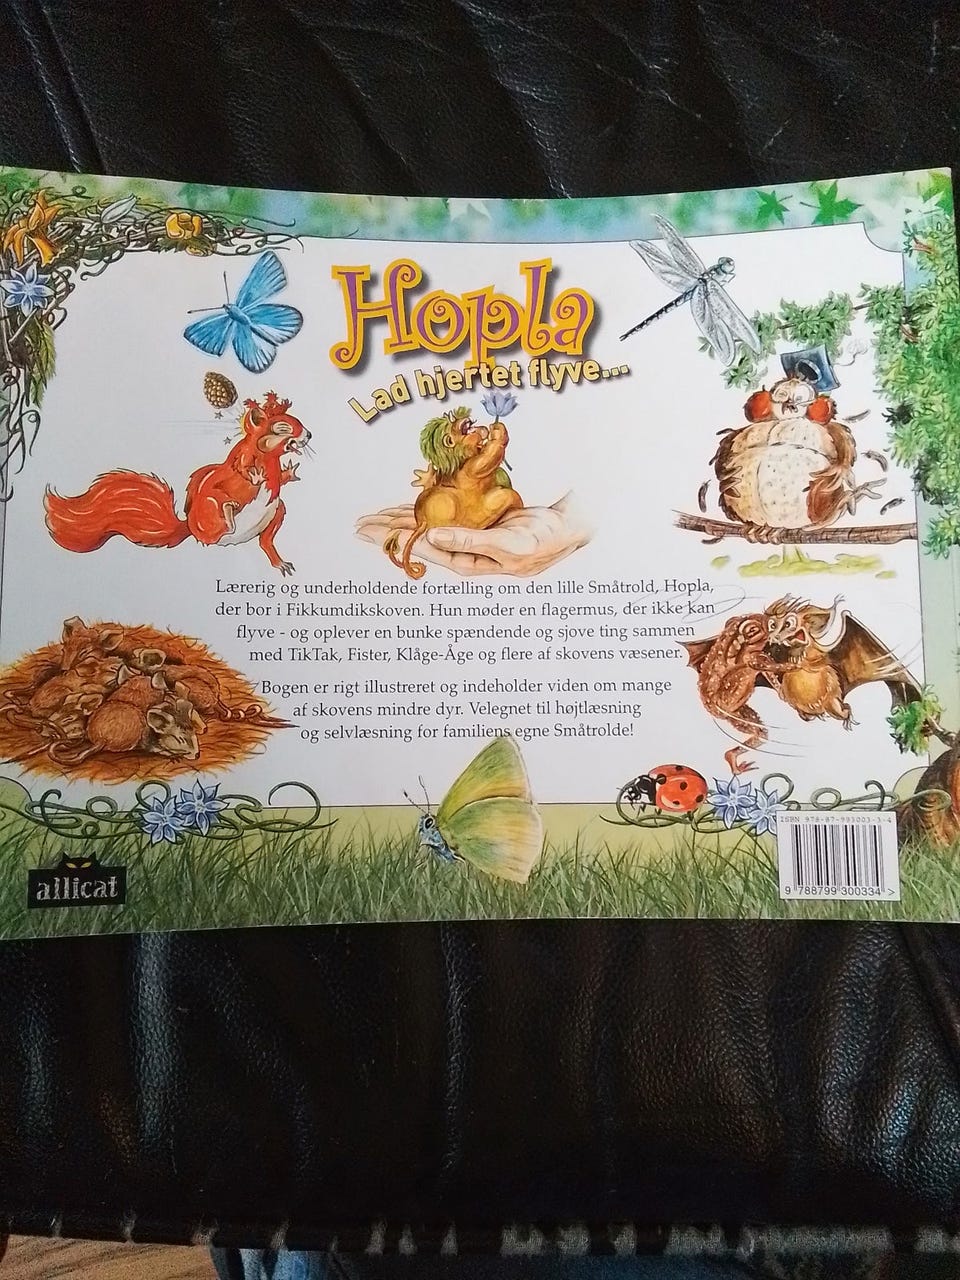 Hopla
Lad hjertet flyve...
Lærerig og underholdende fortælling om den lille Småtrold, Hopla,
der bor i Fikkumdikskoven. Hun møder en flagermus, der ikke kan
flyve - og oplever en bunke spændende og sjove ting sammen
med TikTak, Fister, Klåge-Åge og flere af skovens væsener.
Bogen er rigt illustreret og indeholder viden om mange
af skovens mindre dyr. Velegnet til højtlæsning
og selvlæsning for familiens egne Småtrolde!
allicat
ISBN 978-87-993003-3-4
9 788799 300334 >